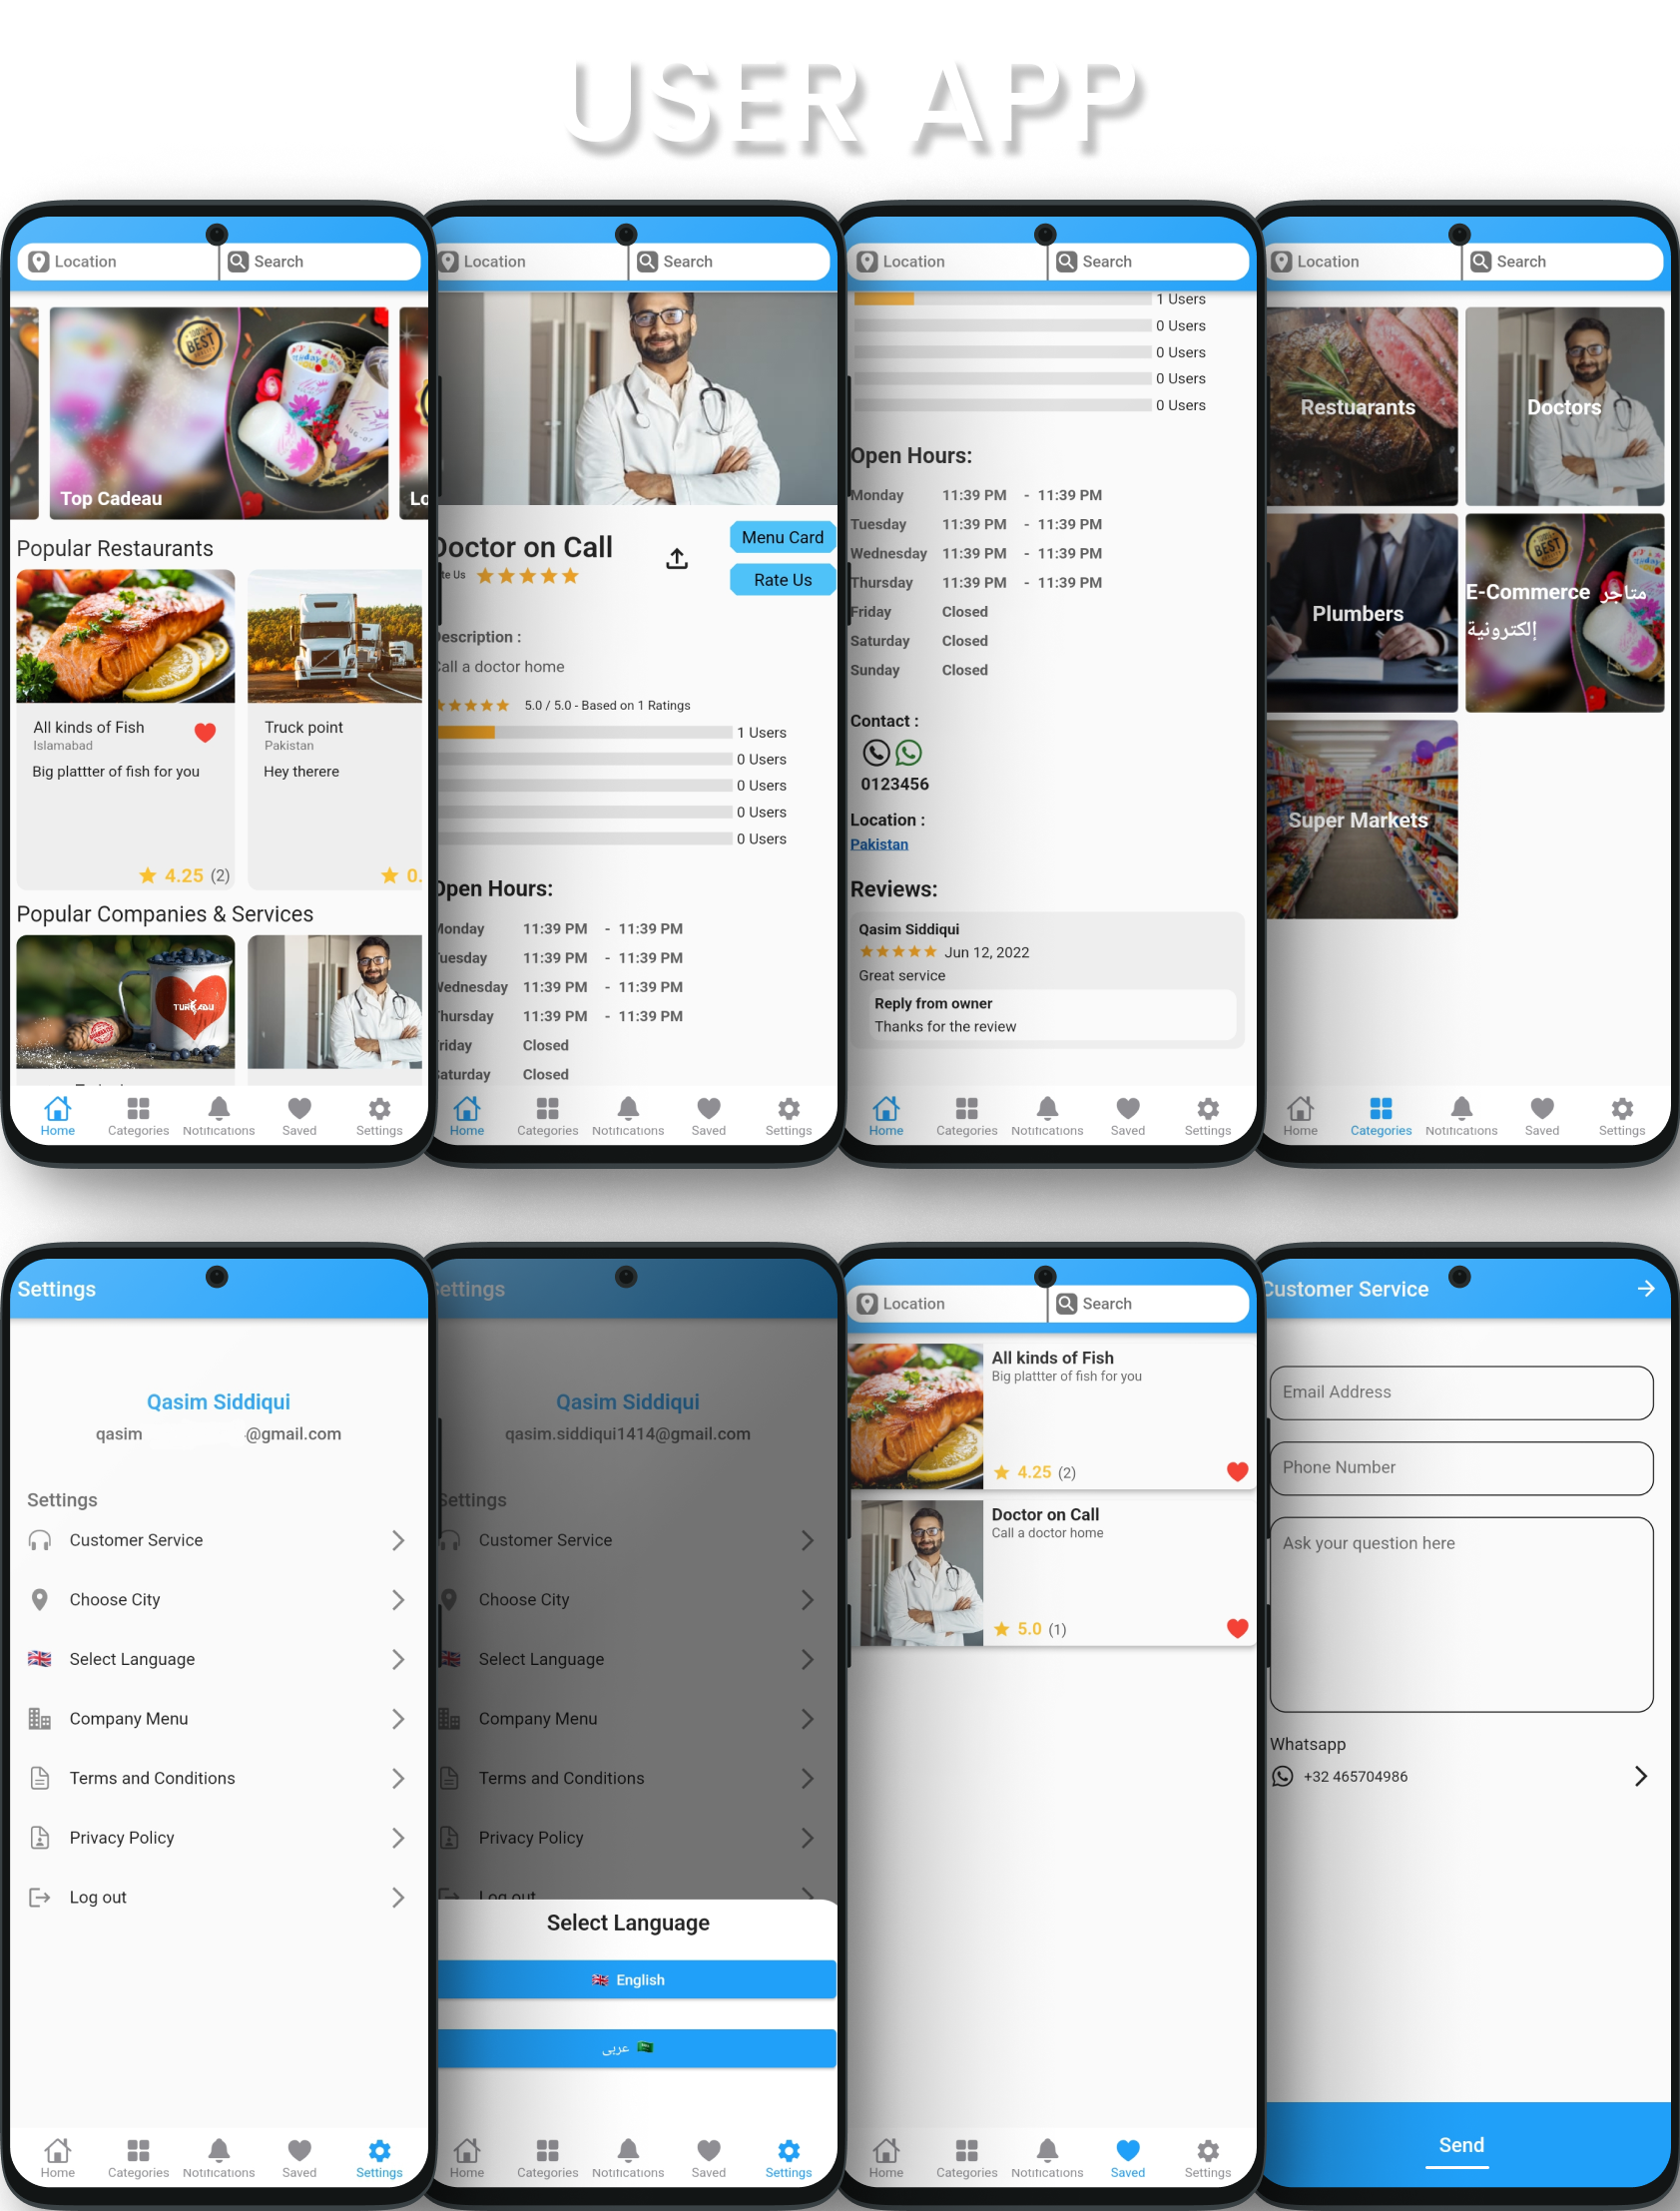 USER APP
Location
Search
BEST
Top Cadeau
Lo
Popular Restaurants
All kinds of Fish
Islamabad
Big plattter of fish for you
4.25 (2)
Truck point
Pakistan
Hey therere
0.
Popular Companies & Services
Home
Categories
Notifications
Saved
Settings
Location
Search
Doctor on Call
te Us
Menu Card
Rate Us
Description :
Call a doctor home
5.0 / 5.0 - Based on 1 Ratings
1 Users
0 Users
0 Users
0 Users
0 Users
Open Hours:
Monday 11:39 PM - 11:39 PM
Tuesday 11:39 PM - 11:39 PM
Wednesday 11:39 PM - 11:39 PM
Thursday 11:39 PM - 11:39 PM
Friday Closed
Saturday Closed
Home
Categories
Notifications
Saved
Settings
Location
Search
1 Users
0 Users
0 Users
0 Users
0 Users
Open Hours:
Monday 11:39 PM - 11:39 PM
Tuesday 11:39 PM - 11:39 PM
Wednesday 11:39 PM - 11:39 PM
Thursday 11:39 PM - 11:39 PM
Friday Closed
Saturday Closed
Sunday Closed
Contact :
0123456
Location :
Pakistan
Reviews:
Qasim Siddiqui
Jun 12, 2022
Great service
Reply from owner
Thanks for the review
Home
Categories
Notifications
Saved
Settings
Location
Search
Restuarants
Doctors
Plumbers
BEST
E-Commerce متاجر
إلكترونية
Super Markets
Home
Categories
Notifications
Saved
Settings
Settings
Qasim Siddiqui
qasim @gmail.com
Settings
Customer Service
Choose City
Select Language
Company Menu
Terms and Conditions
Privacy Policy
Log out
Home
Categories
Notifications
Saved
Settings
Settings
Qasim Siddiqui
qasim.siddiqui1414@gmail.com
Settings
Customer Service
Choose City
Select Language
Company Menu
Terms and Conditions
Privacy Policy
Log out
Select Language
English
عربى
Home
Categories
Notifications
Saved
Settings
Location
Search
All kinds of Fish
Big plattter of fish for you
4.25 (2)
Doctor on Call
Call a doctor home
5.0 (1)
Home
Categories
Notifications
Saved
Settings
Customer Service
Email Address
Phone Number
Ask your question here
Whatsapp
+32 465704986
Send